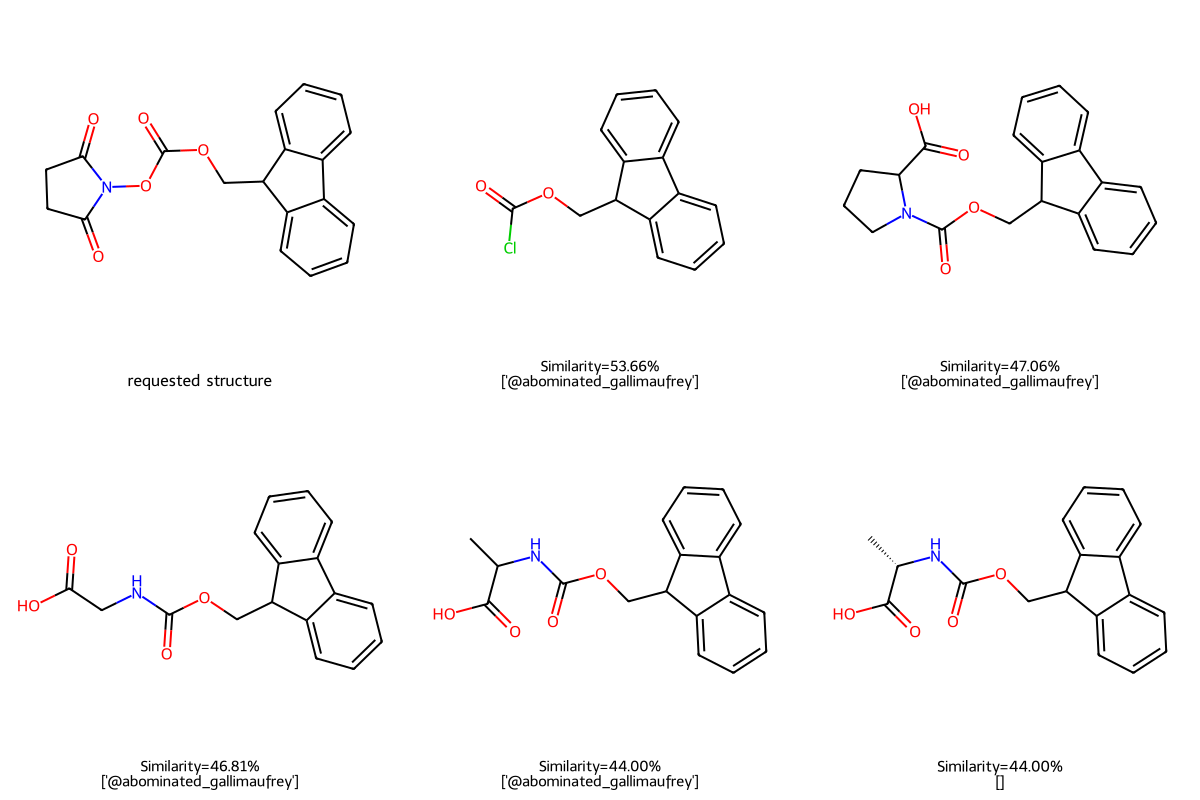 O
O
N
O
O
O
requested structure
O
O
Cl
Similarity=53.66%
['@abominated_gallimaufrey']
OH
O
N
O
O
Similarity=47.06%
['@abominated_gallimaufrey']
O
HO
H
N
O
O
Similarity=46.81%
['@abominated_gallimaufrey']
H
N
O
HO
O
O
Similarity=44.00%
['@abominated_gallimaufrey']
H
N
O
HO
O
O
Similarity=44.00%
[]